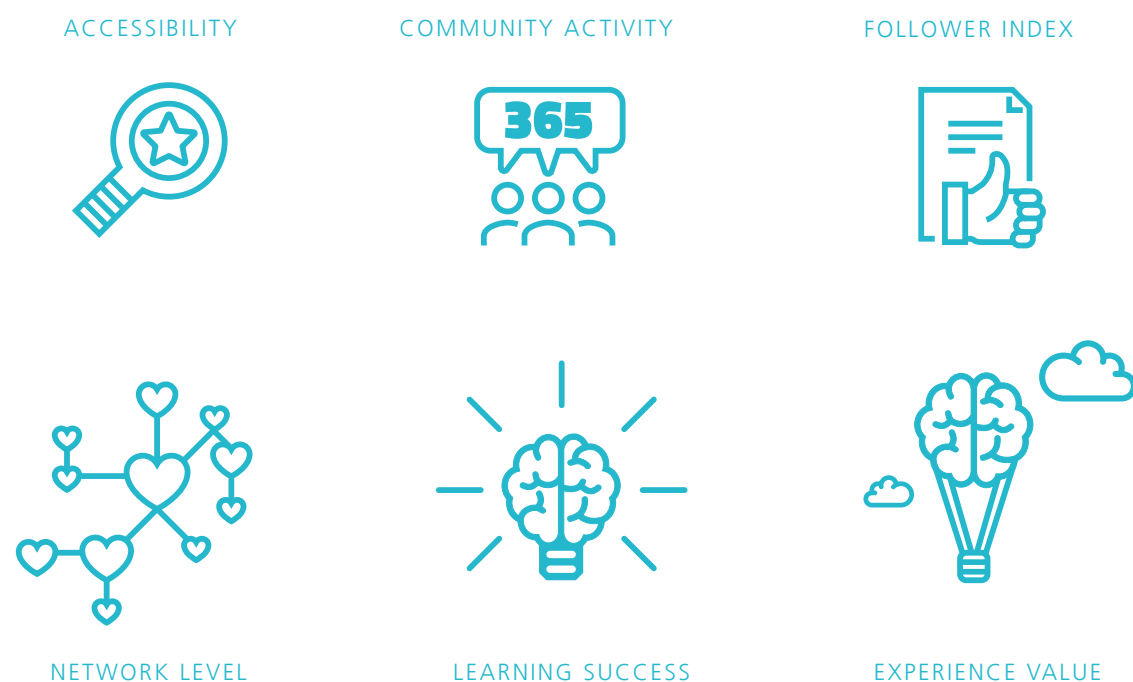 ACCESSIBILITY
COMMUNITY ACTIVITY
FOLLOWER INDEX
365
NETWORK LEVEL
LEARNING SUCCESS
EXPERIENCE VALUE